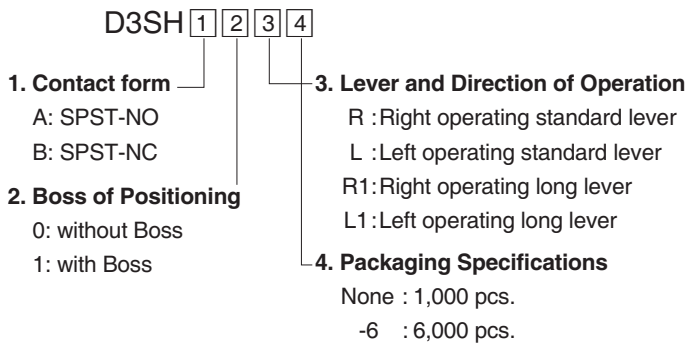 D3SH 1 2 3 4
1. Contact form
A: SPST-NO
B: SPST-NC
2. Boss of Positioning
0: without Boss
1: with Boss
3. Lever and Direction of Operation
R :Right operating standard lever
L :Left operating standard lever
R1:Right operating long lever
L1:Left operating long lever
4. Packaging Specifications
None : 1,000 pcs.
-6 : 6,000 pcs.